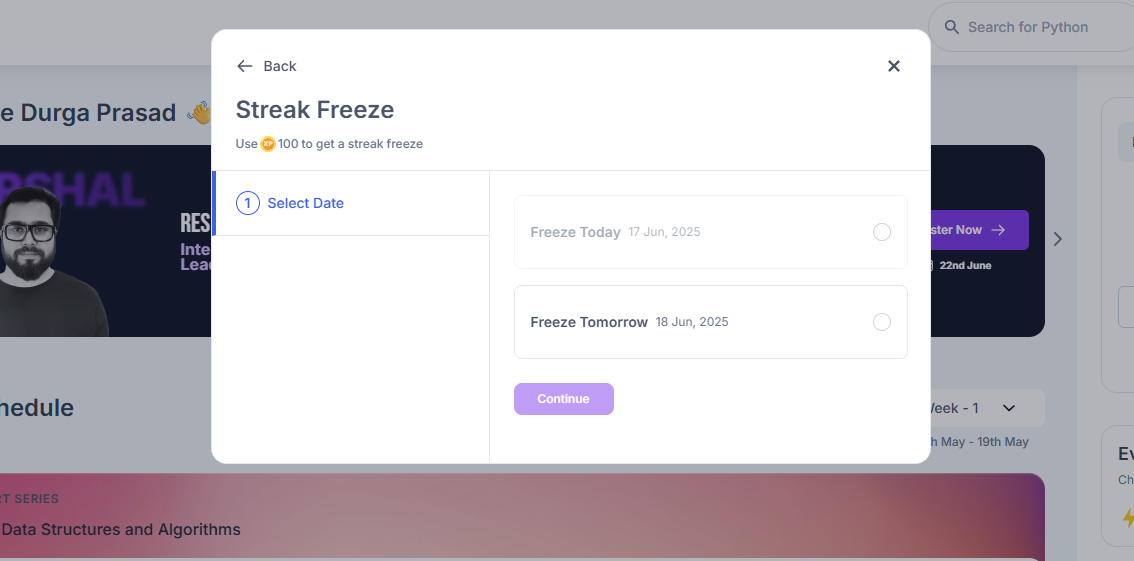 Search for Python
Back
e Durga Prasad 👋
Streak Freeze
Use XP 100 to get a streak freeze
RSHAL
1 Select Date
RES
Inte
Lea
Freeze Today 17 Jun, 2025
ster Now
22nd June
Freeze Tomorrow 18 Jun, 2025
Continue
hedule
Week - 1
h May - 19th May
Ev
Ch
RT SERIES
Data Structures and Algorithms